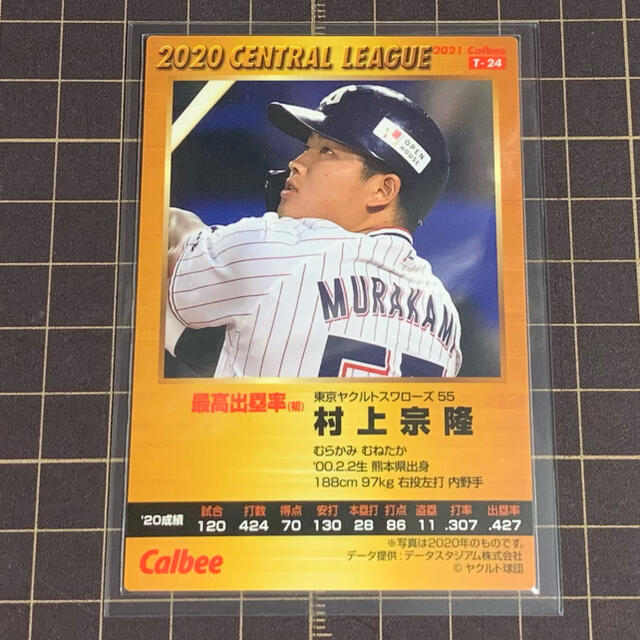 2020 CENTRAL LEAGUE
2021 Calbee
T-24
OPEN HOUSE
MURAKAMI
55
最高出塁率(初)
東京ヤクルトスワローズ 55
村上宗隆
むらかみ むねたか
'00.2.2生 熊本県出身
188cm 97kg 右投左打 内野手
'20成績 試合 打数 得点 安打 本塁打 打点 盗塁 打率 出塁率
120 424 70 130 28 86 11 .307 .427
※写真は2020年のものです。
データ提供：データスタジアム株式会社
© ヤクルト球団
Calbee